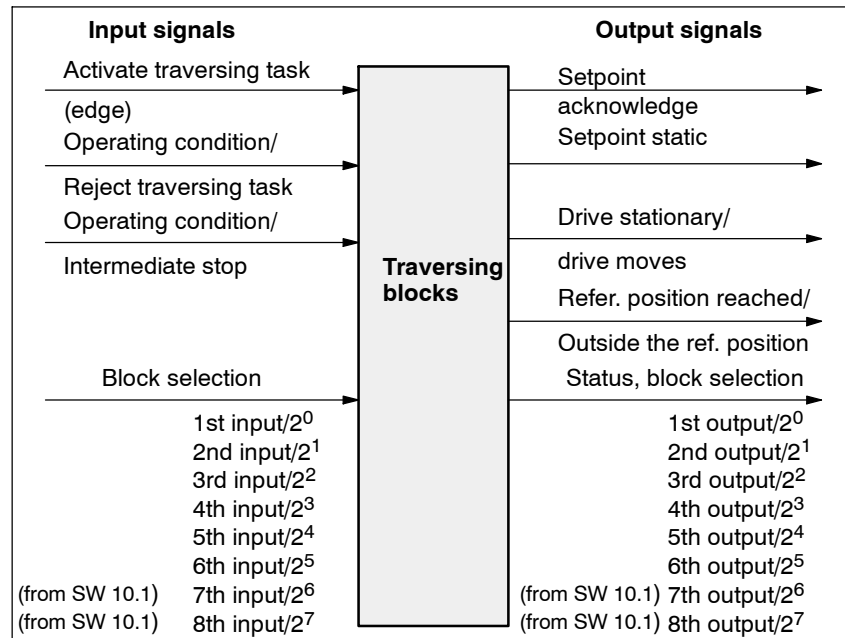 Input signals
Activate traversing task
(edge)
Operating condition/
Reject traversing task
Operating condition/
Intermediate stop
Block selection
1st input/2⁰
2nd input/2¹
3rd input/2²
4th input/2³
5th input/2⁴
6th input/2⁵
(from SW 10.1) 7th input/2⁶
(from SW 10.1) 8th input/2⁷
Traversing
blocks
Output signals
Setpoint
acknowledge
Setpoint static
Drive stationary/
drive moves
Refer. position reached/
Outside the ref. position
Status, block selection
1st output/2⁰
2nd output/2¹
3rd output/2²
4th output/2³
5th output/2⁴
6th output/2⁵
(from SW 10.1) 7th output/2⁶
(from SW 10.1) 8th output/2⁷